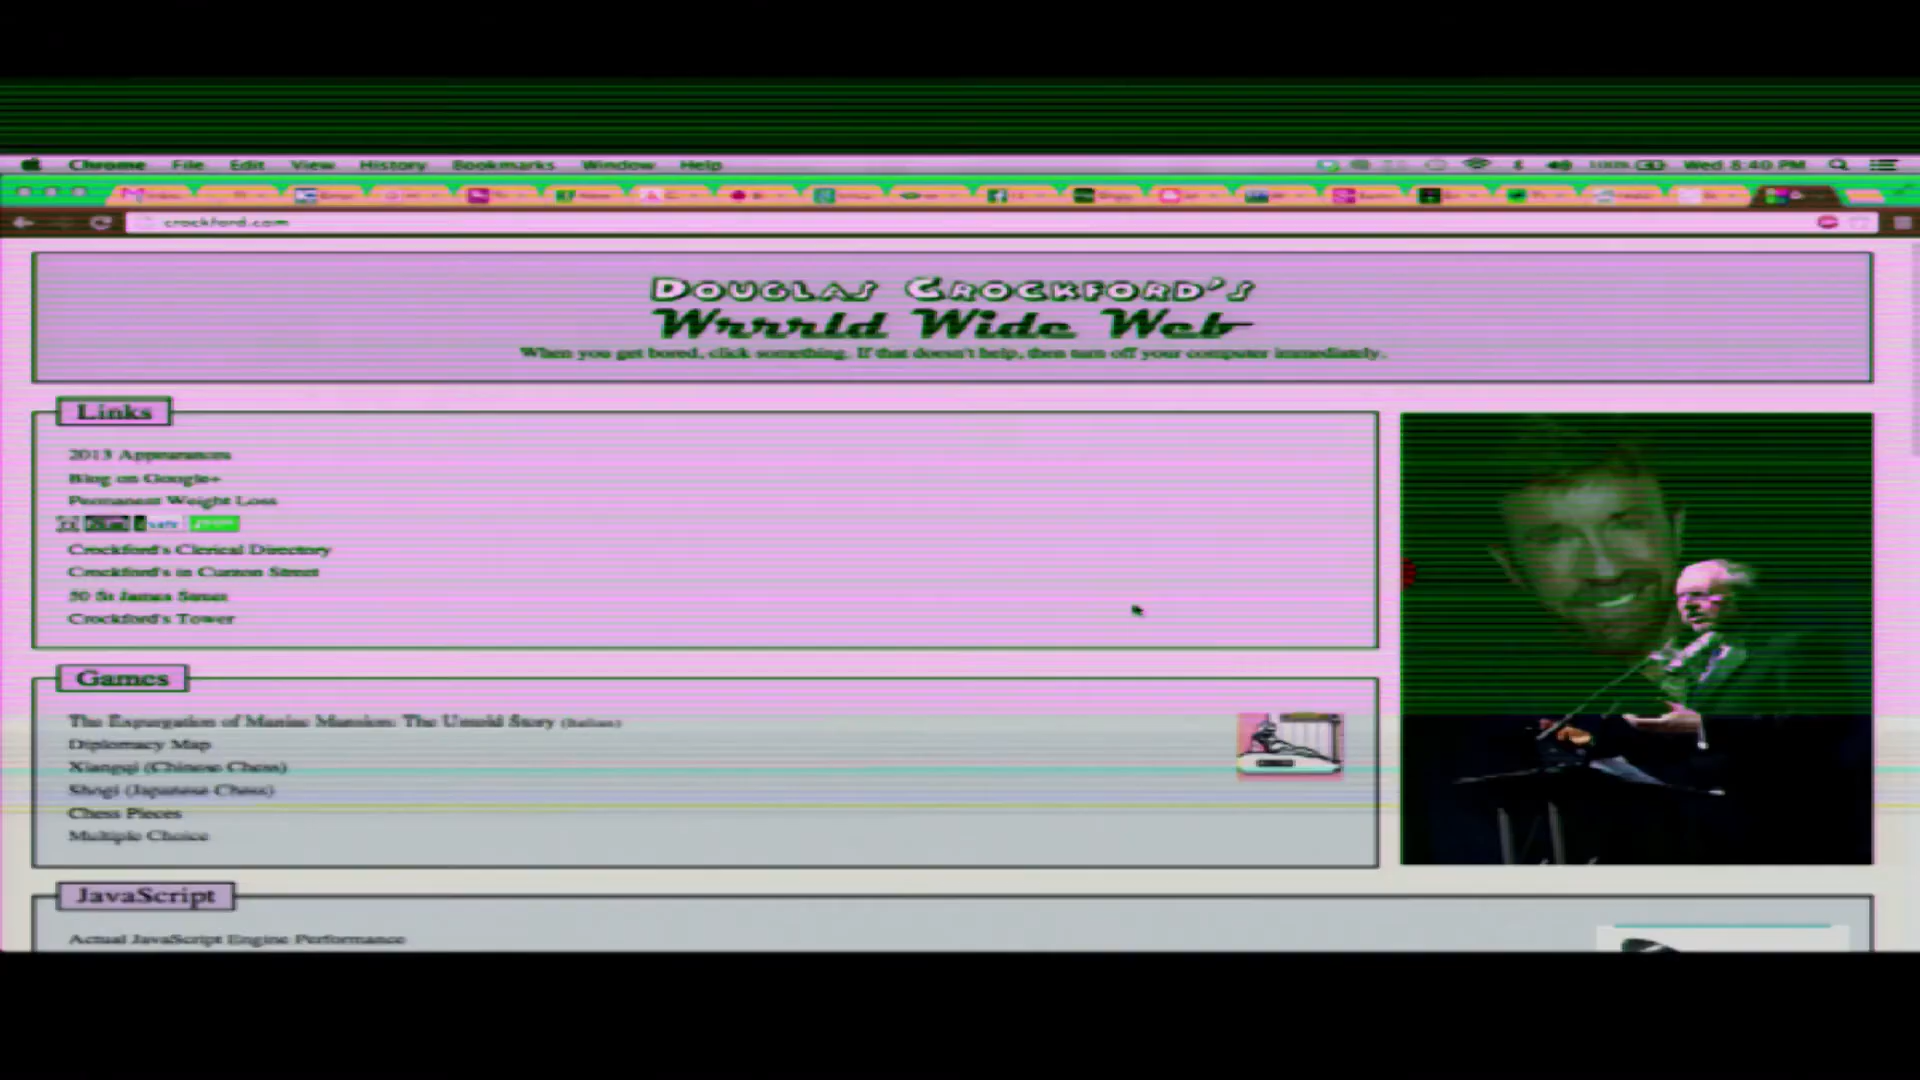 Chrome File Edit View History Bookmarks Window Help 100% Wed 8:40 PM
crockford.com
Douglas Crockford's
Wrrrld Wide Web
When you get bored, click something. If that doesn't help, then turn off your computer immediately.
Links
2013 Appearances
Blog on Google+
Permanent Weight Loss
Crockford's Clerical Directory
Crockford's in Curzon Street
50 St James Street
Crockford's Tower
Games
The Expurgation of Maniac Mansion: The Untold Story (Italian)
Diplomacy Map
Xiangqi (Chinese Chess)
Shogi (Japanese Chess)
Chess Pieces
Multiple Choice
JavaScript
Actual JavaScript Engine Performance